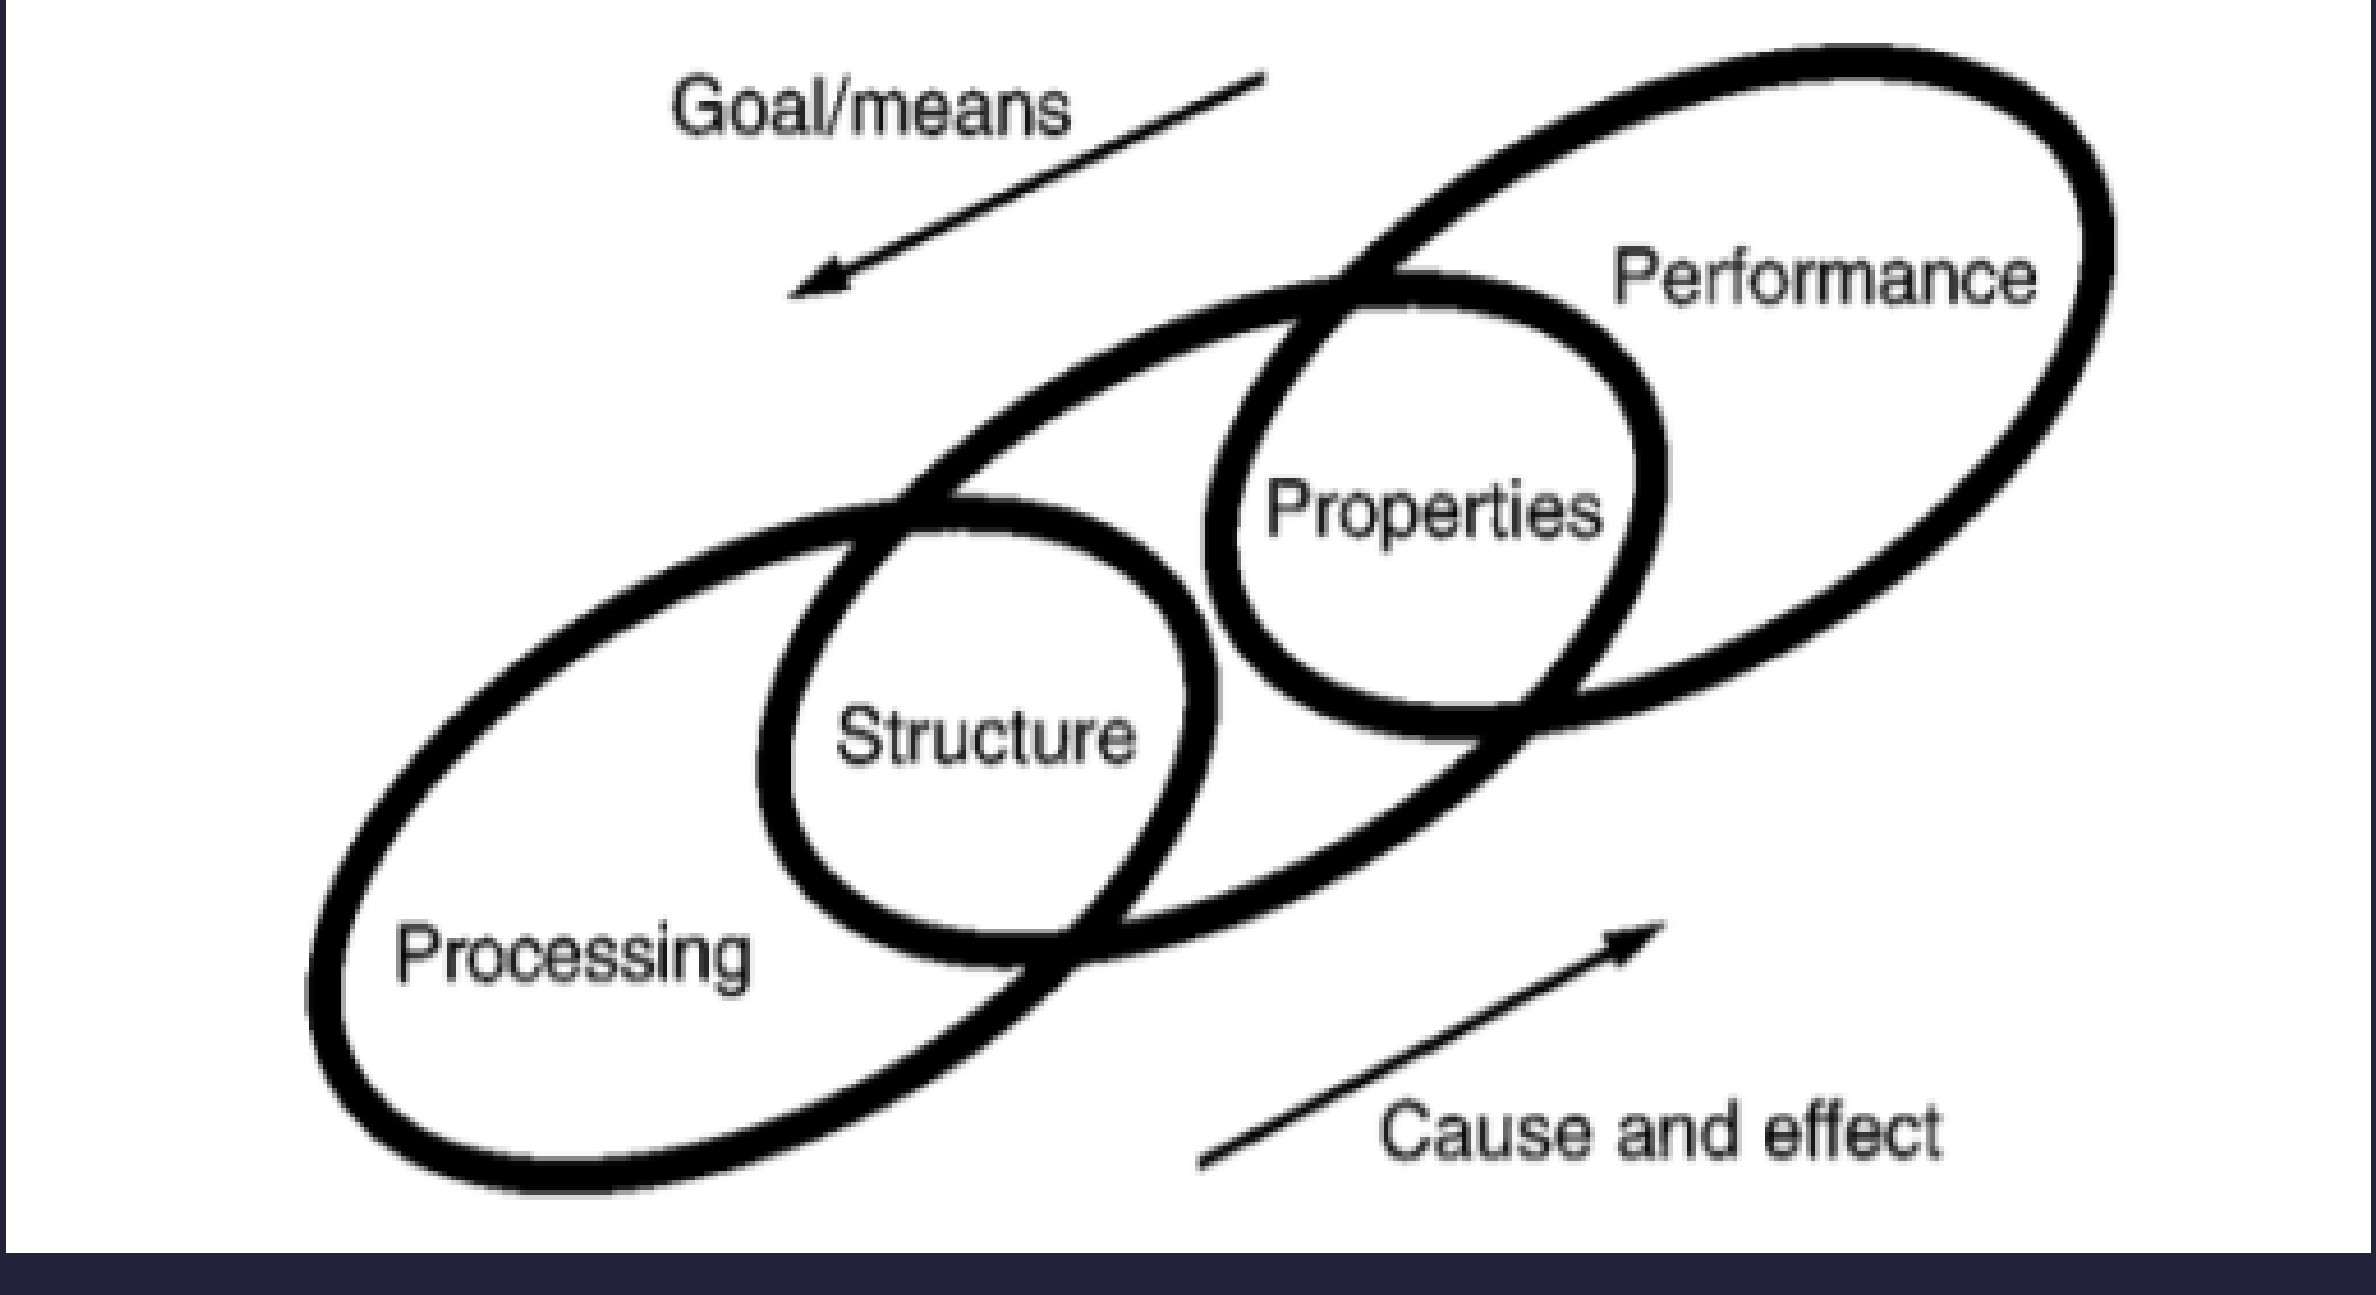 Goal/means
Performance
Properties
Structure
Processing
Cause and effect